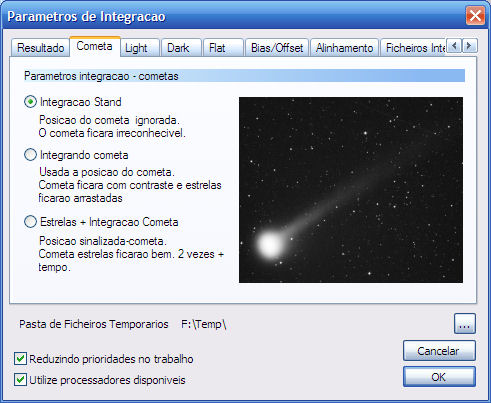 Parametros de Integracao
Resultado Cometa Light Dark Flat Bias/Offset Alinhamento Ficheiros Inte
Parametros integracao - cometas
Integracao Stand
Posicao do cometa ignorada.
O cometa ficara irreconhecivel.
Integrando cometa
Usada a posicao do cometa.
Cometa ficara com contraste e estrelas
ficarao arrastadas
Estrelas + Integracao Cometa
Posicao sinalizada-cometa.
Cometa estrelas ficarao bem. 2 vezes +
tempo.
Pasta de Ficheiros Temporarios F:\Temp\
...
Reduzindo prioridades no trabalho
Cancelar
Utilize processadores disponiveis
OK